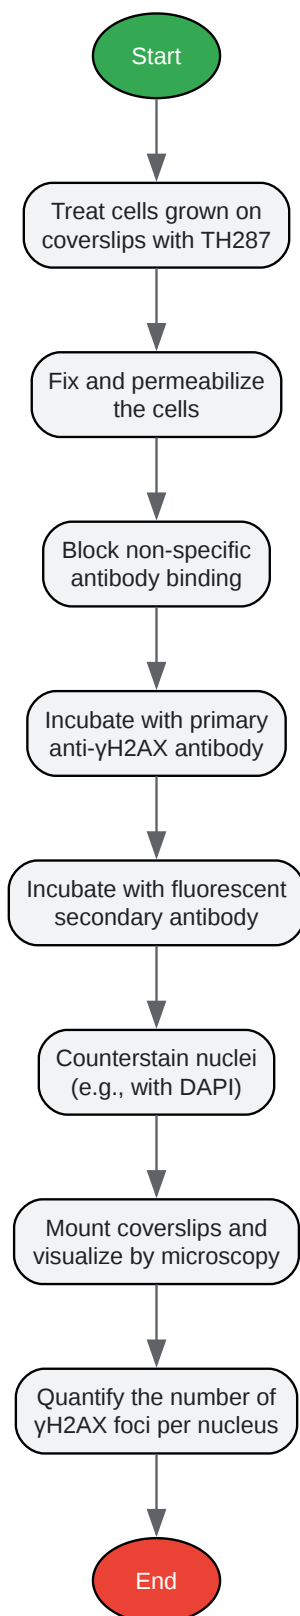 Start
Treat cells grown on
coverslips with TH287
Fix and permeabilize
the cells
Block non-specific
antibody binding
Incubate with primary
anti-γH2AX antibody
Incubate with fluorescent
secondary antibody
Counterstain nuclei
(e.g., with DAPI)
Mount coverslips and
visualize by microscopy
Quantify the number of
γH2AX foci per nucleus
End